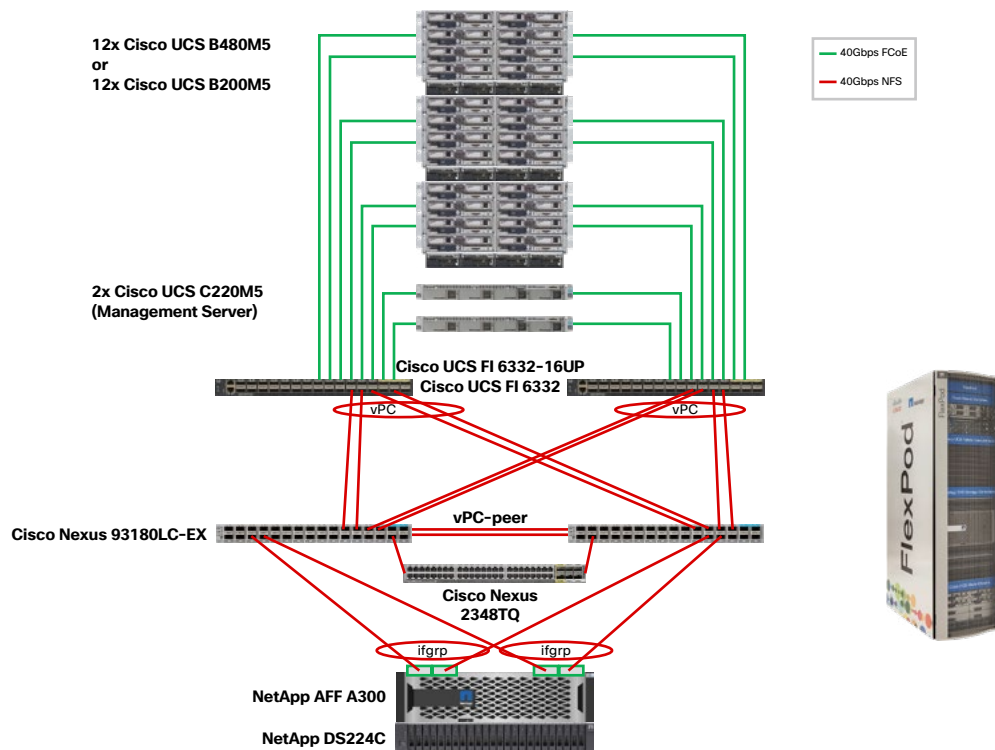 12x Cisco UCS B480M5
or
12x Cisco UCS B200M5
40Gbps FCoE
40Gbps NFS
2x Cisco UCS C220M5
(Management Server)
Cisco UCS FI 6332-16UP
Cisco UCS FI 6332
vPC
vPC
FlexPod
Cisco Nexus 93180LC-EX
vPC-peer
Cisco Nexus
2348TQ
ifgrp
ifgrp
NetApp AFF A300
NetApp DS224C